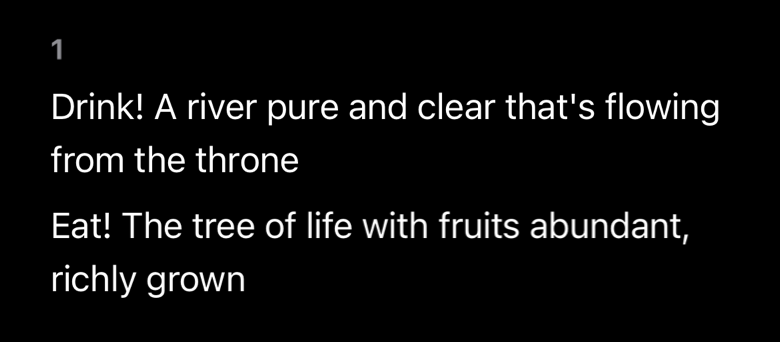 1
Drink! A river pure and clear that's flowing
from the throne
Eat! The tree of life with fruits abundant,
richly grown